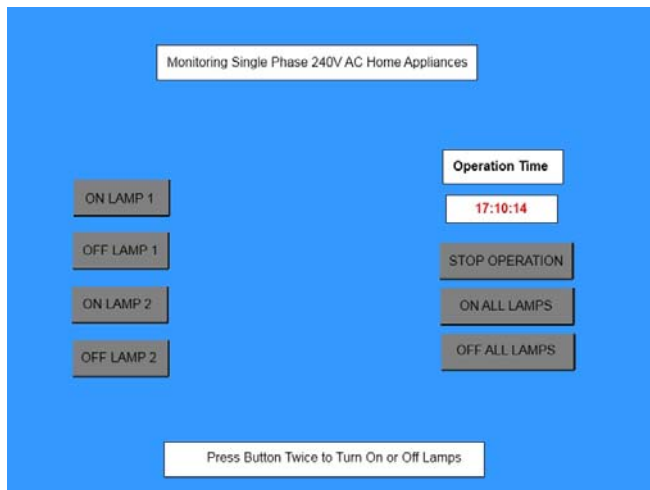 Monitoring Single Phase 240V AC Home Appliances
Operation Time
17:10:14
ON LAMP 1
OFF LAMP 1
ON LAMP 2
OFF LAMP 2
STOP OPERATION
ON ALL LAMPS
OFF ALL LAMPS
Press Button Twice to Turn On or Off Lamps